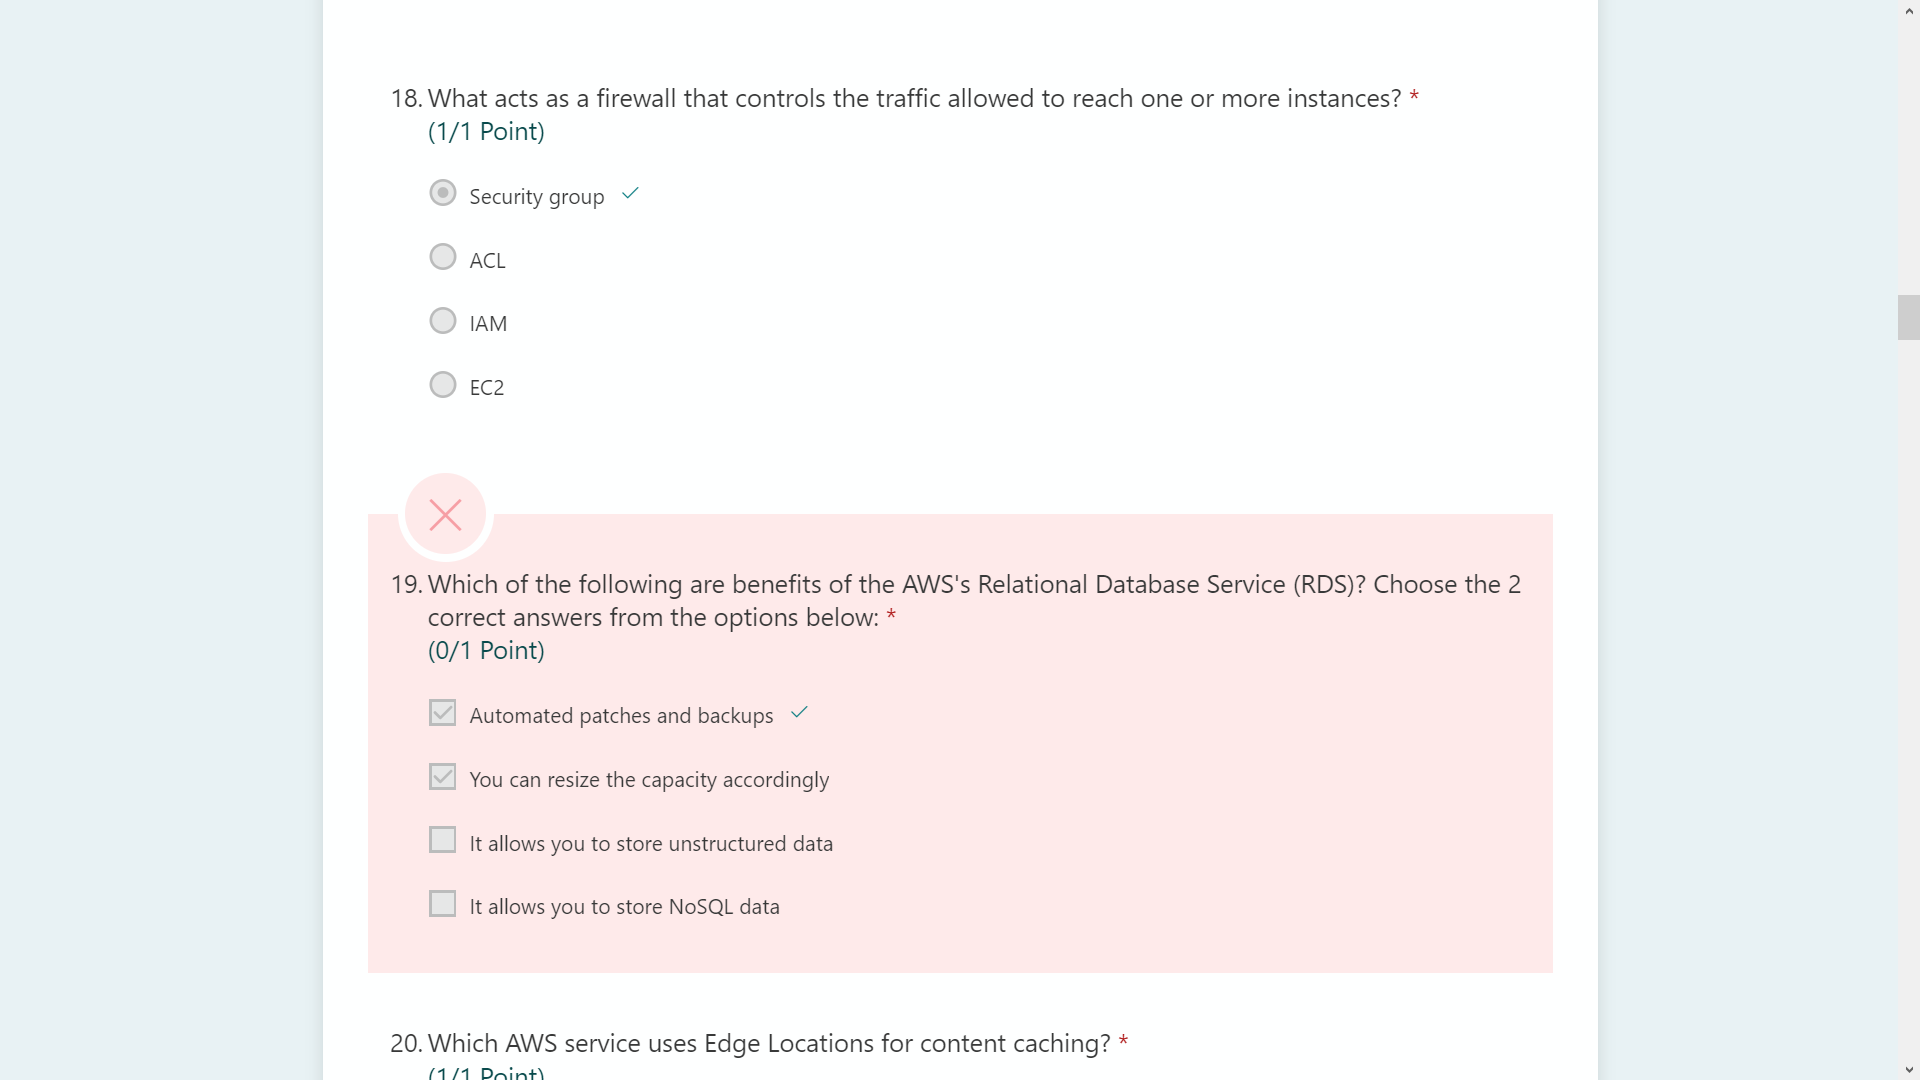 18. What acts as a firewall that controls the traffic allowed to reach one or more instances? *
(1/1 Point)
Security group
ACL
IAM
EC2
19. Which of the following are benefits of the AWS's Relational Database Service (RDS)? Choose the 2
correct answers from the options below: *
(0/1 Point)
Automated patches and backups
You can resize the capacity accordingly
It allows you to store unstructured data
It allows you to store NoSQL data
20. Which AWS service uses Edge Locations for content caching? *
(1/1 Point)